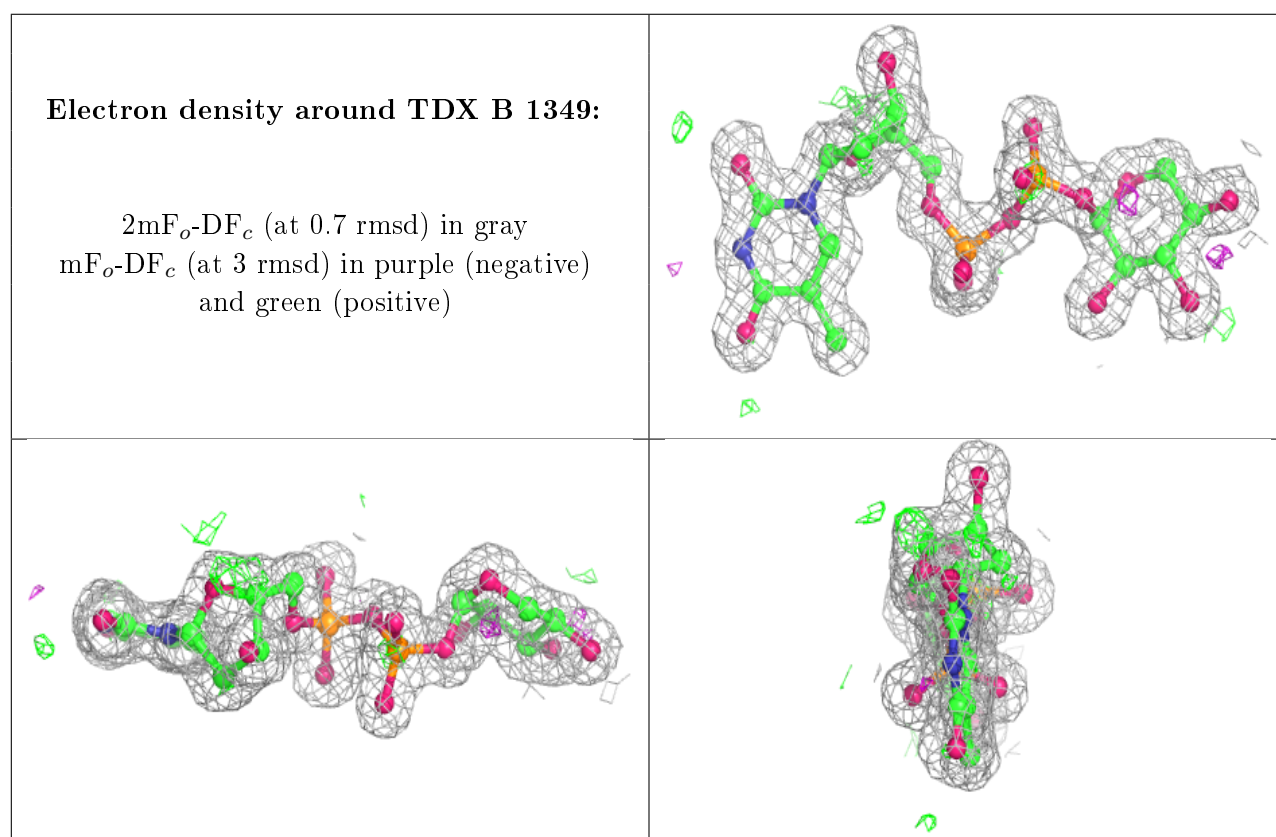 Electron density around TDX B 1349:
2mFo-DFc (at 0.7 rmsd) in gray
mFo-DFc (at 3 rmsd) in purple (negative)
and green (positive)